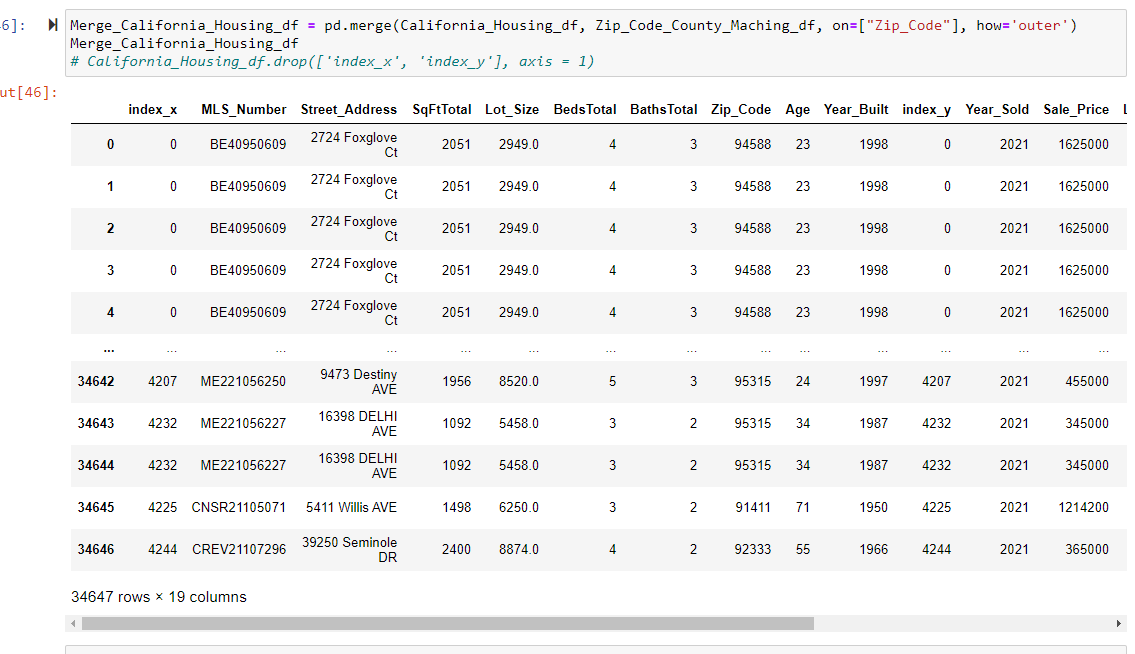 6]:
Merge_California_Housing_df = pd.merge(California_Housing_df, Zip_Code_County_Maching_df, on=["Zip_Code"], how='outer')
Merge_California_Housing_df
# California_Housing_df.drop(['index_x', 'index_y'], axis = 1)
ut[46]:
index_x MLS_Number Street_Address SqFtTotal Lot_Size BedsTotal BathsTotal Zip_Code Age Year_Built index_y Year_Sold Sale_Price
0 0 BE40950609 2724 Foxglove Ct 2051 2949.0 4 3 94588 23 1998 0 2021 1625000
1 0 BE40950609 2724 Foxglove Ct 2051 2949.0 4 3 94588 23 1998 0 2021 1625000
2 0 BE40950609 2724 Foxglove Ct 2051 2949.0 4 3 94588 23 1998 0 2021 1625000
3 0 BE40950609 2724 Foxglove Ct 2051 2949.0 4 3 94588 23 1998 0 2021 1625000
4 0 BE40950609 2724 Foxglove Ct 2051 2949.0 4 3 94588 23 1998 0 2021 1625000
... ... ... ... ... ... ... ... ... ... ... ... ... ...
34642 4207 ME221056250 9473 Destiny AVE 1956 8520.0 5 3 95315 24 1997 4207 2021 455000
34643 4232 ME221056227 16398 DELHI AVE 1092 5458.0 3 2 95315 34 1987 4232 2021 345000
34644 4232 ME221056227 16398 DELHI AVE 1092 5458.0 3 2 95315 34 1987 4232 2021 345000
34645 4225 CNSR21105071 5411 Willis AVE 1498 6250.0 3 2 91411 71 1950 4225 2021 1214200
34646 4244 CREV21107296 39250 Seminole DR 2400 8874.0 4 2 92333 55 1966 4244 2021 365000
34647 rows × 19 columns